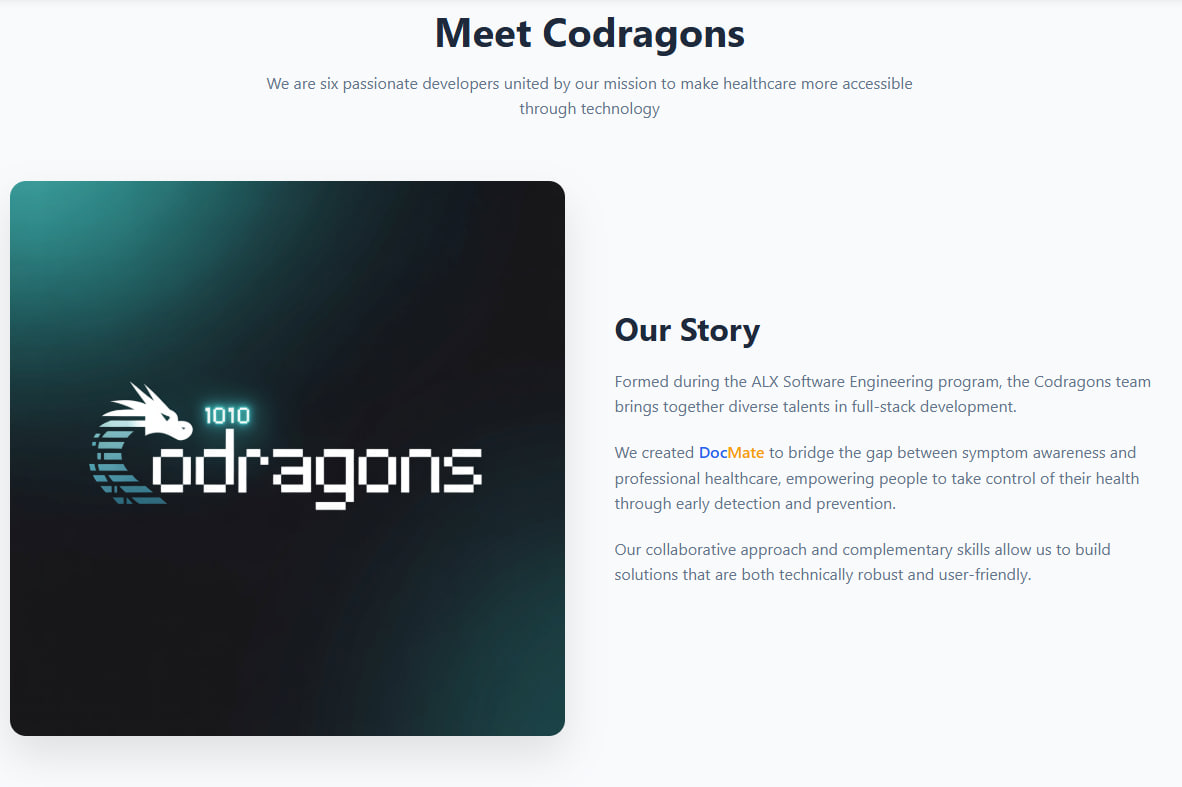 Meet Codragons
We are six passionate developers united by our mission to make healthcare more accessible
through technology
1010
Codragons
Our Story
Formed during the ALX Software Engineering program, the Codragons team
brings together diverse talents in full-stack development.
We created DocMate to bridge the gap between symptom awareness and
professional healthcare, empowering people to take control of their health
through early detection and prevention.
Our collaborative approach and complementary skills allow us to build
solutions that are both technically robust and user-friendly.